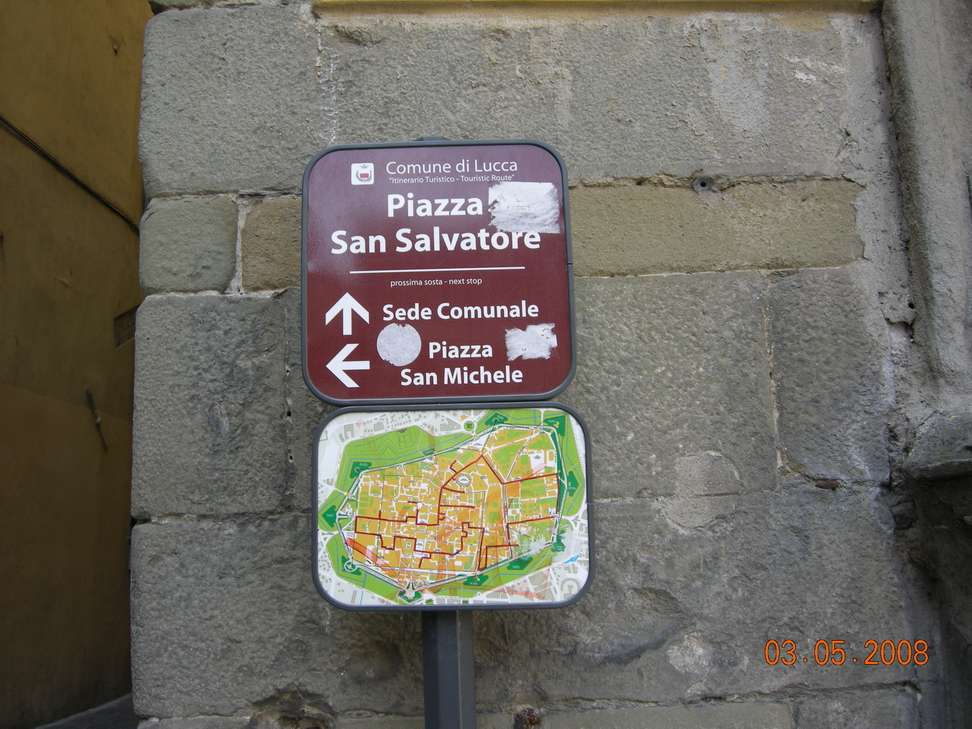 Comune di Lucca
"Itinerario Turistico - Touristic Route"
Piazza
San Salvatore
prossima sosta - next stop
Sede Comunale
Piazza
San Michele
03.05.2008